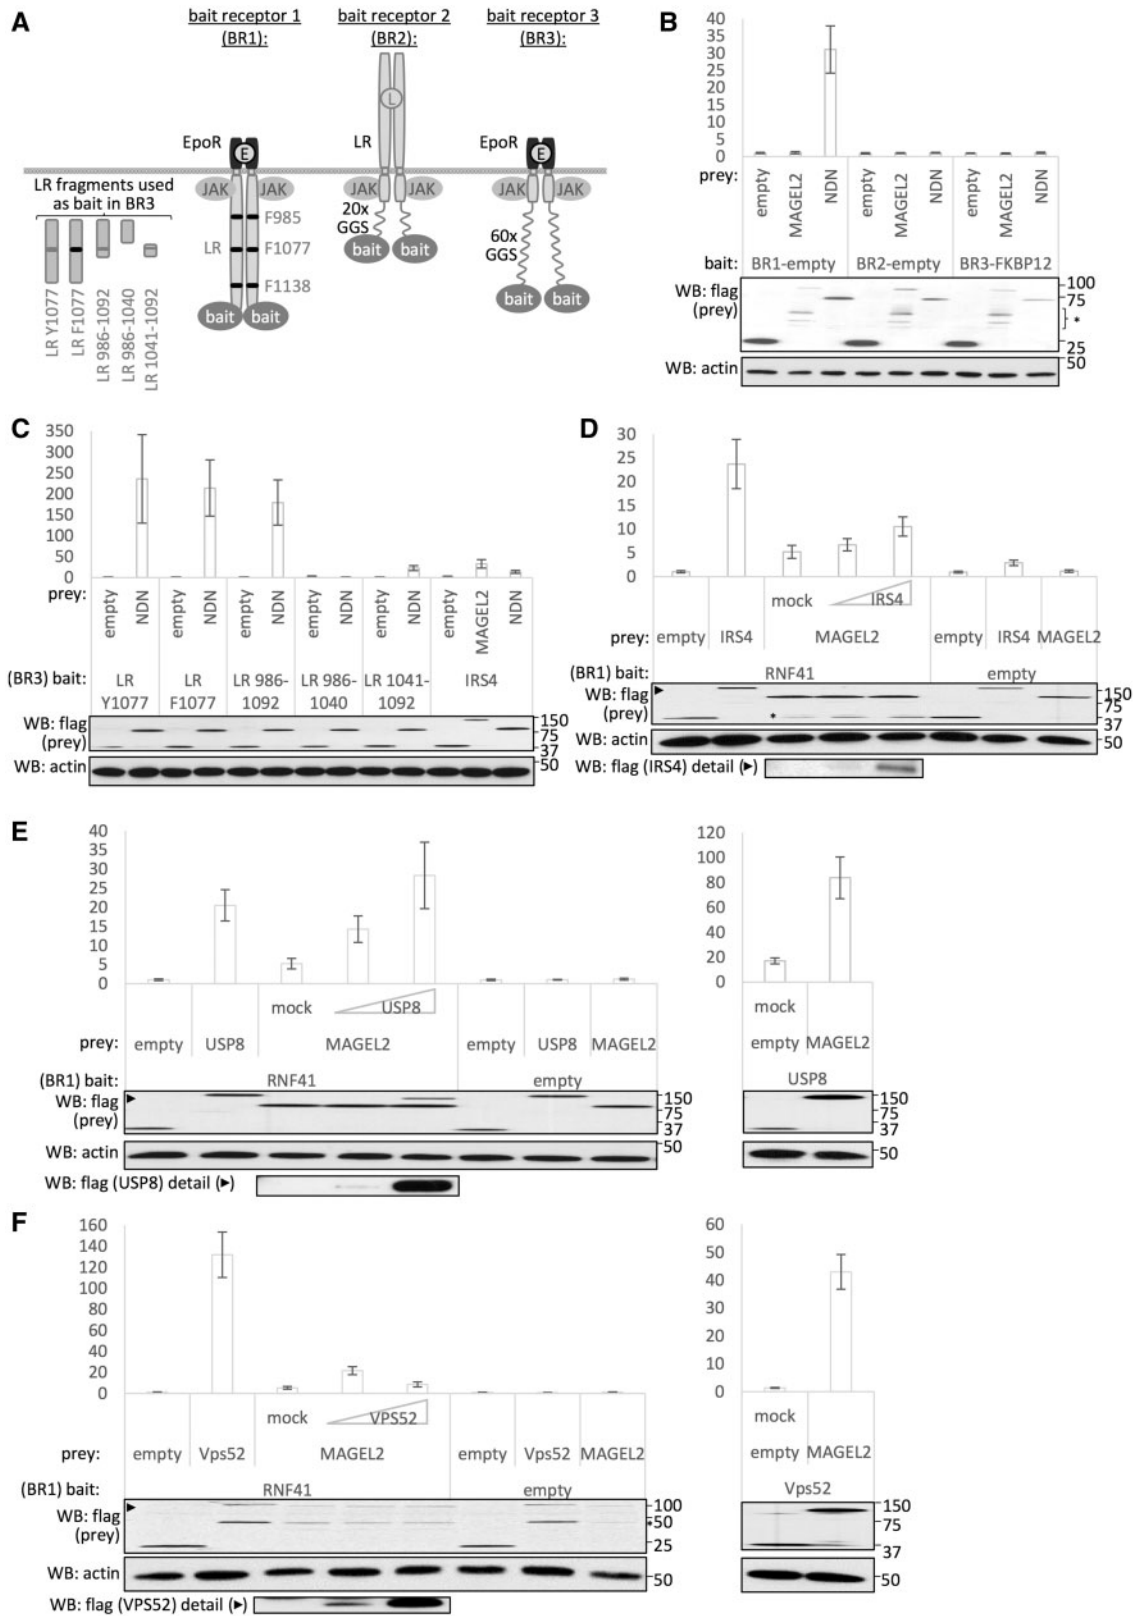 A
bait receptor 1
(BR1):
bait receptor 2
(BR2):
bait receptor 3
(BR3):
EpoR
E
LR
L
EpoR
E
LR fragments used
as bait in BR3
JAK
JAK
JAK
JAK
JAK
JAK
F985
LR
F1077
F1138
20x
GGS
60x
GGS
bait
bait
bait
bait
bait
bait
LR Y1077
LR F1077
LR 986-1092
LR 986-1040
LR 1041-1092
B
40
35
30
25
20
15
10
5
0
prey:
empty
MAGEL2
NDN
empty
MAGEL2
NDN
empty
MAGEL2
NDN
bait:
BR1-empty
BR2-empty
BR3-FKBP12
WB: flag
(prey)
100
75
*
25
WB: actin
50
C
350
300
250
200
150
100
50
0
prey:
empty
NDN
empty
NDN
empty
NDN
empty
NDN
empty
NDN
empty
MAGEL2
NDN
(BR3) bait:
LR
Y1077
LR
F1077
LR 986-
1092
LR 986-
1040
LR 1041-
1092
IRS4
WB: flag
(prey)
150
75
37
WB: actin
50
D
30
25
20
15
10
5
0
mock
IRS4
prey:
empty
IRS4
MAGEL2
empty
IRS4
MAGEL2
(BR1) bait:
RNF41
empty
WB: flag
(prey)
*
150
75
37
WB: actin
50
WB: flag (IRS4) detail (►)
E
40
35
30
25
20
15
10
5
0
mock
USP8
prey:
empty
USP8
MAGEL2
empty
USP8
MAGEL2
(BR1) bait:
RNF41
empty
WB: flag
(prey)
150
75
37
WB: actin
50
WB: flag (USP8) detail (►)
120
100
80
60
40
20
0
mock
empty
MAGEL2
USP8
150
75
37
50
F
160
140
120
100
80
60
40
20
0
mock
VPS52
prey:
empty
Vps52
MAGEL2
empty
Vps52
MAGEL2
(BR1) bait:
RNF41
empty
WB: flag
(prey)
100
50
25
WB: actin
50
WB: flag (VPS52) detail (►)
60
50
40
30
20
10
0
mock
empty
MAGEL2
Vps52
150
75
37
50